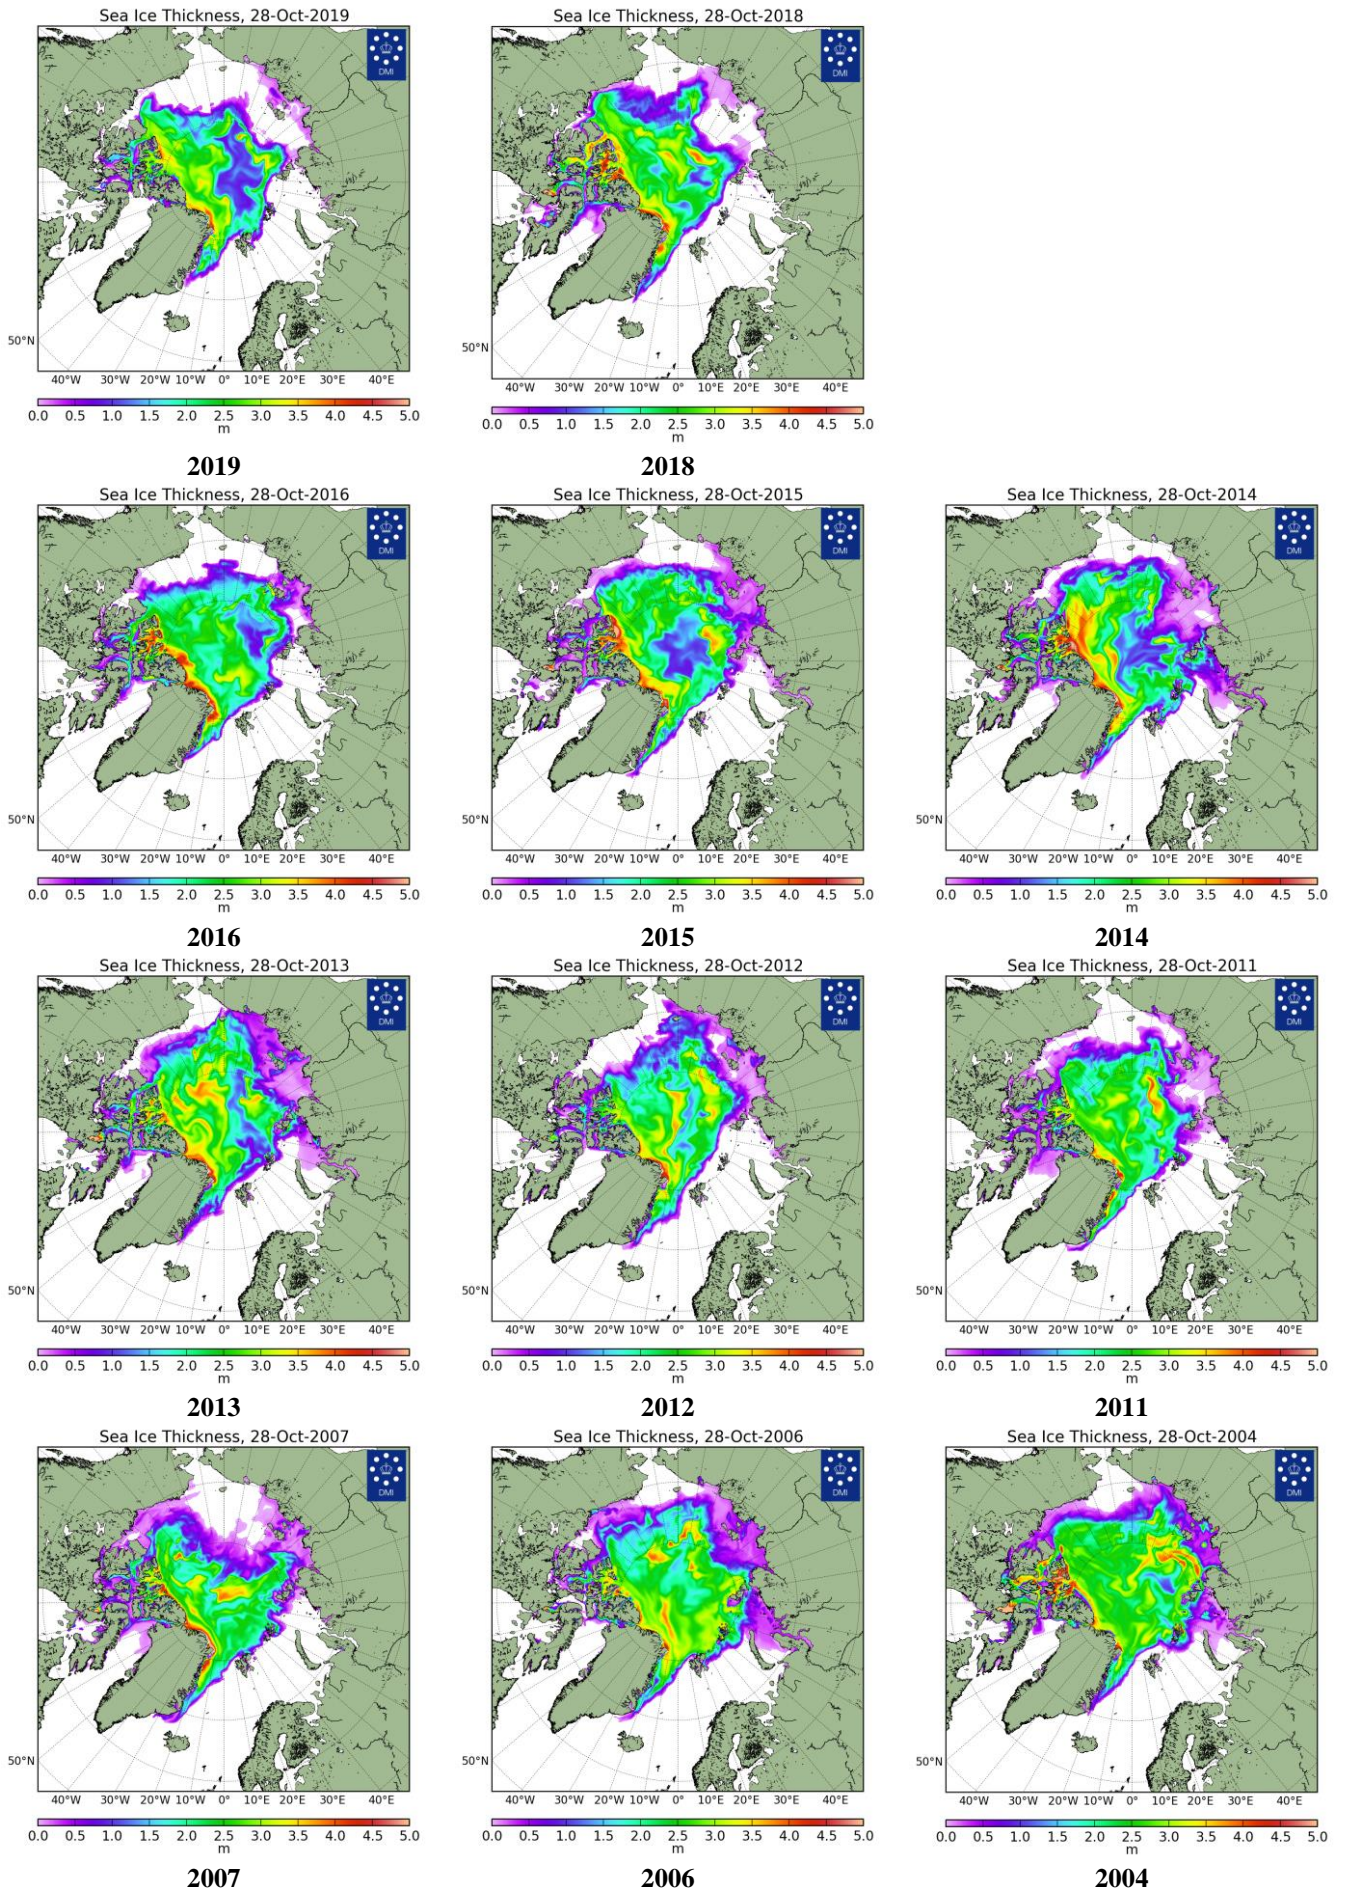 Sea Ice Thickness, 28-Oct-2019
DMI
50°N
40°W 30°W 20°W 10°W 0° 10°E 20°E 30°E 40°E
0.0 0.5 1.0 1.5 2.0 2.5 3.0 3.5 4.0 4.5 5.0
m
2019
Sea Ice Thickness, 28-Oct-2018
DMI
50°N
40°W 30°W 20°W 10°W 0° 10°E 20°E 30°E 40°E
0.0 0.5 1.0 1.5 2.0 2.5 3.0 3.5 4.0 4.5 5.0
m
2018
Sea Ice Thickness, 28-Oct-2016
DMI
50°N
40°W 30°W 20°W 10°W 0° 10°E 20°E 30°E 40°E
0.0 0.5 1.0 1.5 2.0 2.5 3.0 3.5 4.0 4.5 5.0
m
2016
Sea Ice Thickness, 28-Oct-2015
DMI
50°N
40°W 30°W 20°W 10°W 0° 10°E 20°E 30°E 40°E
0.0 0.5 1.0 1.5 2.0 2.5 3.0 3.5 4.0 4.5 5.0
m
2015
Sea Ice Thickness, 28-Oct-2014
DMI
50°N
40°W 30°W 20°W 10°W 0° 10°E 20°E 30°E 40°E
0.0 0.5 1.0 1.5 2.0 2.5 3.0 3.5 4.0 4.5 5.0
m
2014
Sea Ice Thickness, 28-Oct-2013
DMI
50°N
40°W 30°W 20°W 10°W 0° 10°E 20°E 30°E 40°E
0.0 0.5 1.0 1.5 2.0 2.5 3.0 3.5 4.0 4.5 5.0
m
2013
Sea Ice Thickness, 28-Oct-2012
DMI
50°N
40°W 30°W 20°W 10°W 0° 10°E 20°E 30°E 40°E
0.0 0.5 1.0 1.5 2.0 2.5 3.0 3.5 4.0 4.5 5.0
m
2012
Sea Ice Thickness, 28-Oct-2011
DMI
50°N
40°W 30°W 20°W 10°W 0° 10°E 20°E 30°E 40°E
0.0 0.5 1.0 1.5 2.0 2.5 3.0 3.5 4.0 4.5 5.0
m
2011
Sea Ice Thickness, 28-Oct-2007
DMI
50°N
40°W 30°W 20°W 10°W 0° 10°E 20°E 30°E 40°E
0.0 0.5 1.0 1.5 2.0 2.5 3.0 3.5 4.0 4.5 5.0
m
2007
Sea Ice Thickness, 28-Oct-2006
DMI
50°N
40°W 30°W 20°W 10°W 0° 10°E 20°E 30°E 40°E
0.0 0.5 1.0 1.5 2.0 2.5 3.0 3.5 4.0 4.5 5.0
m
2006
Sea Ice Thickness, 28-Oct-2004
DMI
50°N
40°W 30°W 20°W 10°W 0° 10°E 20°E 30°E 40°E
0.0 0.5 1.0 1.5 2.0 2.5 3.0 3.5 4.0 4.5 5.0
m
2004